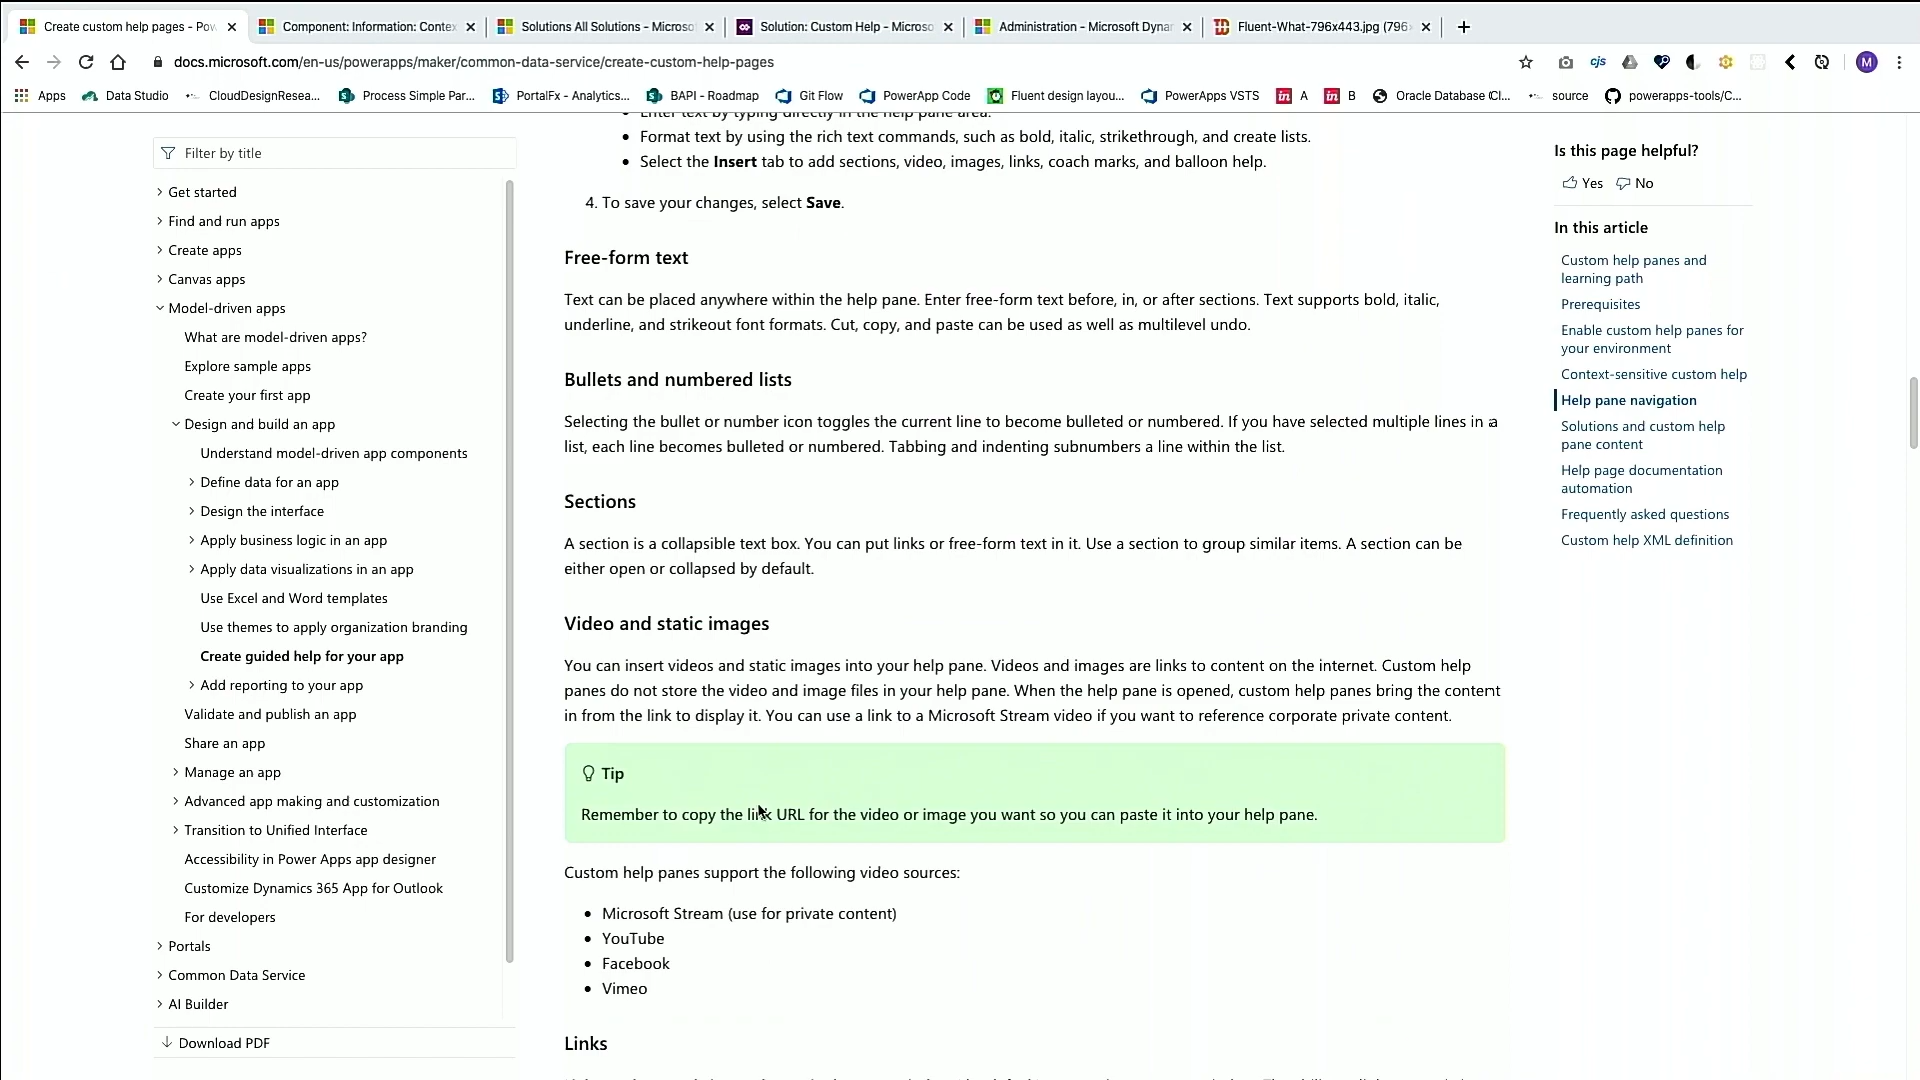 Create custom help pages - Pow
Component: Information: Contex
Solutions All Solutions - Microso
Solution: Custom Help - Microso
Administration - Microsoft Dynar
Fluent-What-796x443.jpg (796
docs.microsoft.com/en-us/powerapps/maker/common-data-service/create-custom-help-pages
cjs
M
Apps
Data Studio
CloudDesignResea...
Process Simple Par...
PortalFx - Analytics...
BAPI - Roadmap
Git Flow
PowerApp Code
Fluent design layou...
PowerApps VSTS
in A
in B
Oracle Database (Cl...
source
powerapps-tools/C...
Filter by title
Get started
Find and run apps
Create apps
Canvas apps
Model-driven apps
What are model-driven apps?
Explore sample apps
Create your first app
Design and build an app
Understand model-driven app components
Define data for an app
Design the interface
Apply business logic in an app
Apply data visualizations in an app
Use Excel and Word templates
Use themes to apply organization branding
Create guided help for your app
Add reporting to your app
Validate and publish an app
Share an app
Manage an app
Advanced app making and customization
Transition to Unified Interface
Accessibility in Power Apps app designer
Customize Dynamics 365 App for Outlook
For developers
Portals
Common Data Service
AI Builder
Download PDF
Enter text by typing directly in the help pane area.
• Format text by using the rich text commands, such as bold, italic, strikethrough, and create lists.
• Select the Insert tab to add sections, video, images, links, coach marks, and balloon help.
4. To save your changes, select Save.
Free-form text
Text can be placed anywhere within the help pane. Enter free-form text before, in, or after sections. Text supports bold, italic,
underline, and strikeout font formats. Cut, copy, and paste can be used as well as multilevel undo.
Bullets and numbered lists
Selecting the bullet or number icon toggles the current line to become bulleted or numbered. If you have selected multiple lines in a
list, each line becomes bulleted or numbered. Tabbing and indenting subnumbers a line within the list.
Sections
A section is a collapsible text box. You can put links or free-form text in it. Use a section to group similar items. A section can be
either open or collapsed by default.
Video and static images
You can insert videos and static images into your help pane. Videos and images are links to content on the internet. Custom help
panes do not store the video and image files in your help pane. When the help pane is opened, custom help panes bring the content
in from the link to display it. You can use a link to a Microsoft Stream video if you want to reference corporate private content.
Tip
Remember to copy the link URL for the video or image you want so you can paste it into your help pane.
Custom help panes support the following video sources:
• Microsoft Stream (use for private content)
• YouTube
• Facebook
• Vimeo
Links
Is this page helpful?
Yes No
In this article
Custom help panes and
learning path
Prerequisites
Enable custom help panes for
your environment
Context-sensitive custom help
Help pane navigation
Solutions and custom help
pane content
Help page documentation
automation
Frequently asked questions
Custom help XML definition